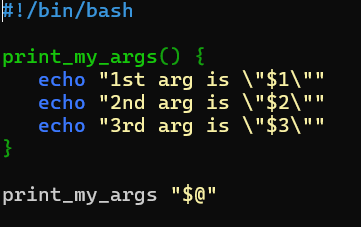 #!/bin/bash
print_my_args() {
   echo "1st arg is \"$1\""
   echo "2nd arg is \"$2\""
   echo "3rd arg is \"$3\""
}
print_my_args "$@"